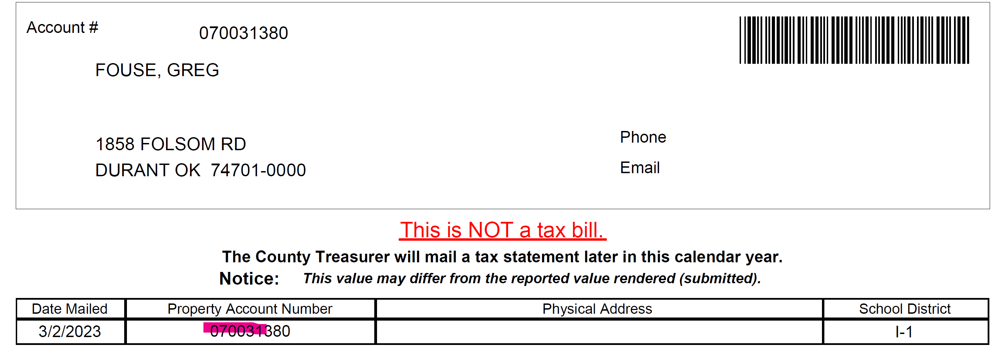 Account #
070031380
FOUSE, GREG
1858 FOLSOM RD
DURANT OK  74701-0000
Phone
Email
This is NOT a tax bill.
The County Treasurer will mail a tax statement later in this calendar year.
Notice: This value may differ from the reported value rendered (submitted).
Date Mailed Property Account Number Physical Address School District
3/2/2023 070031380 I-1